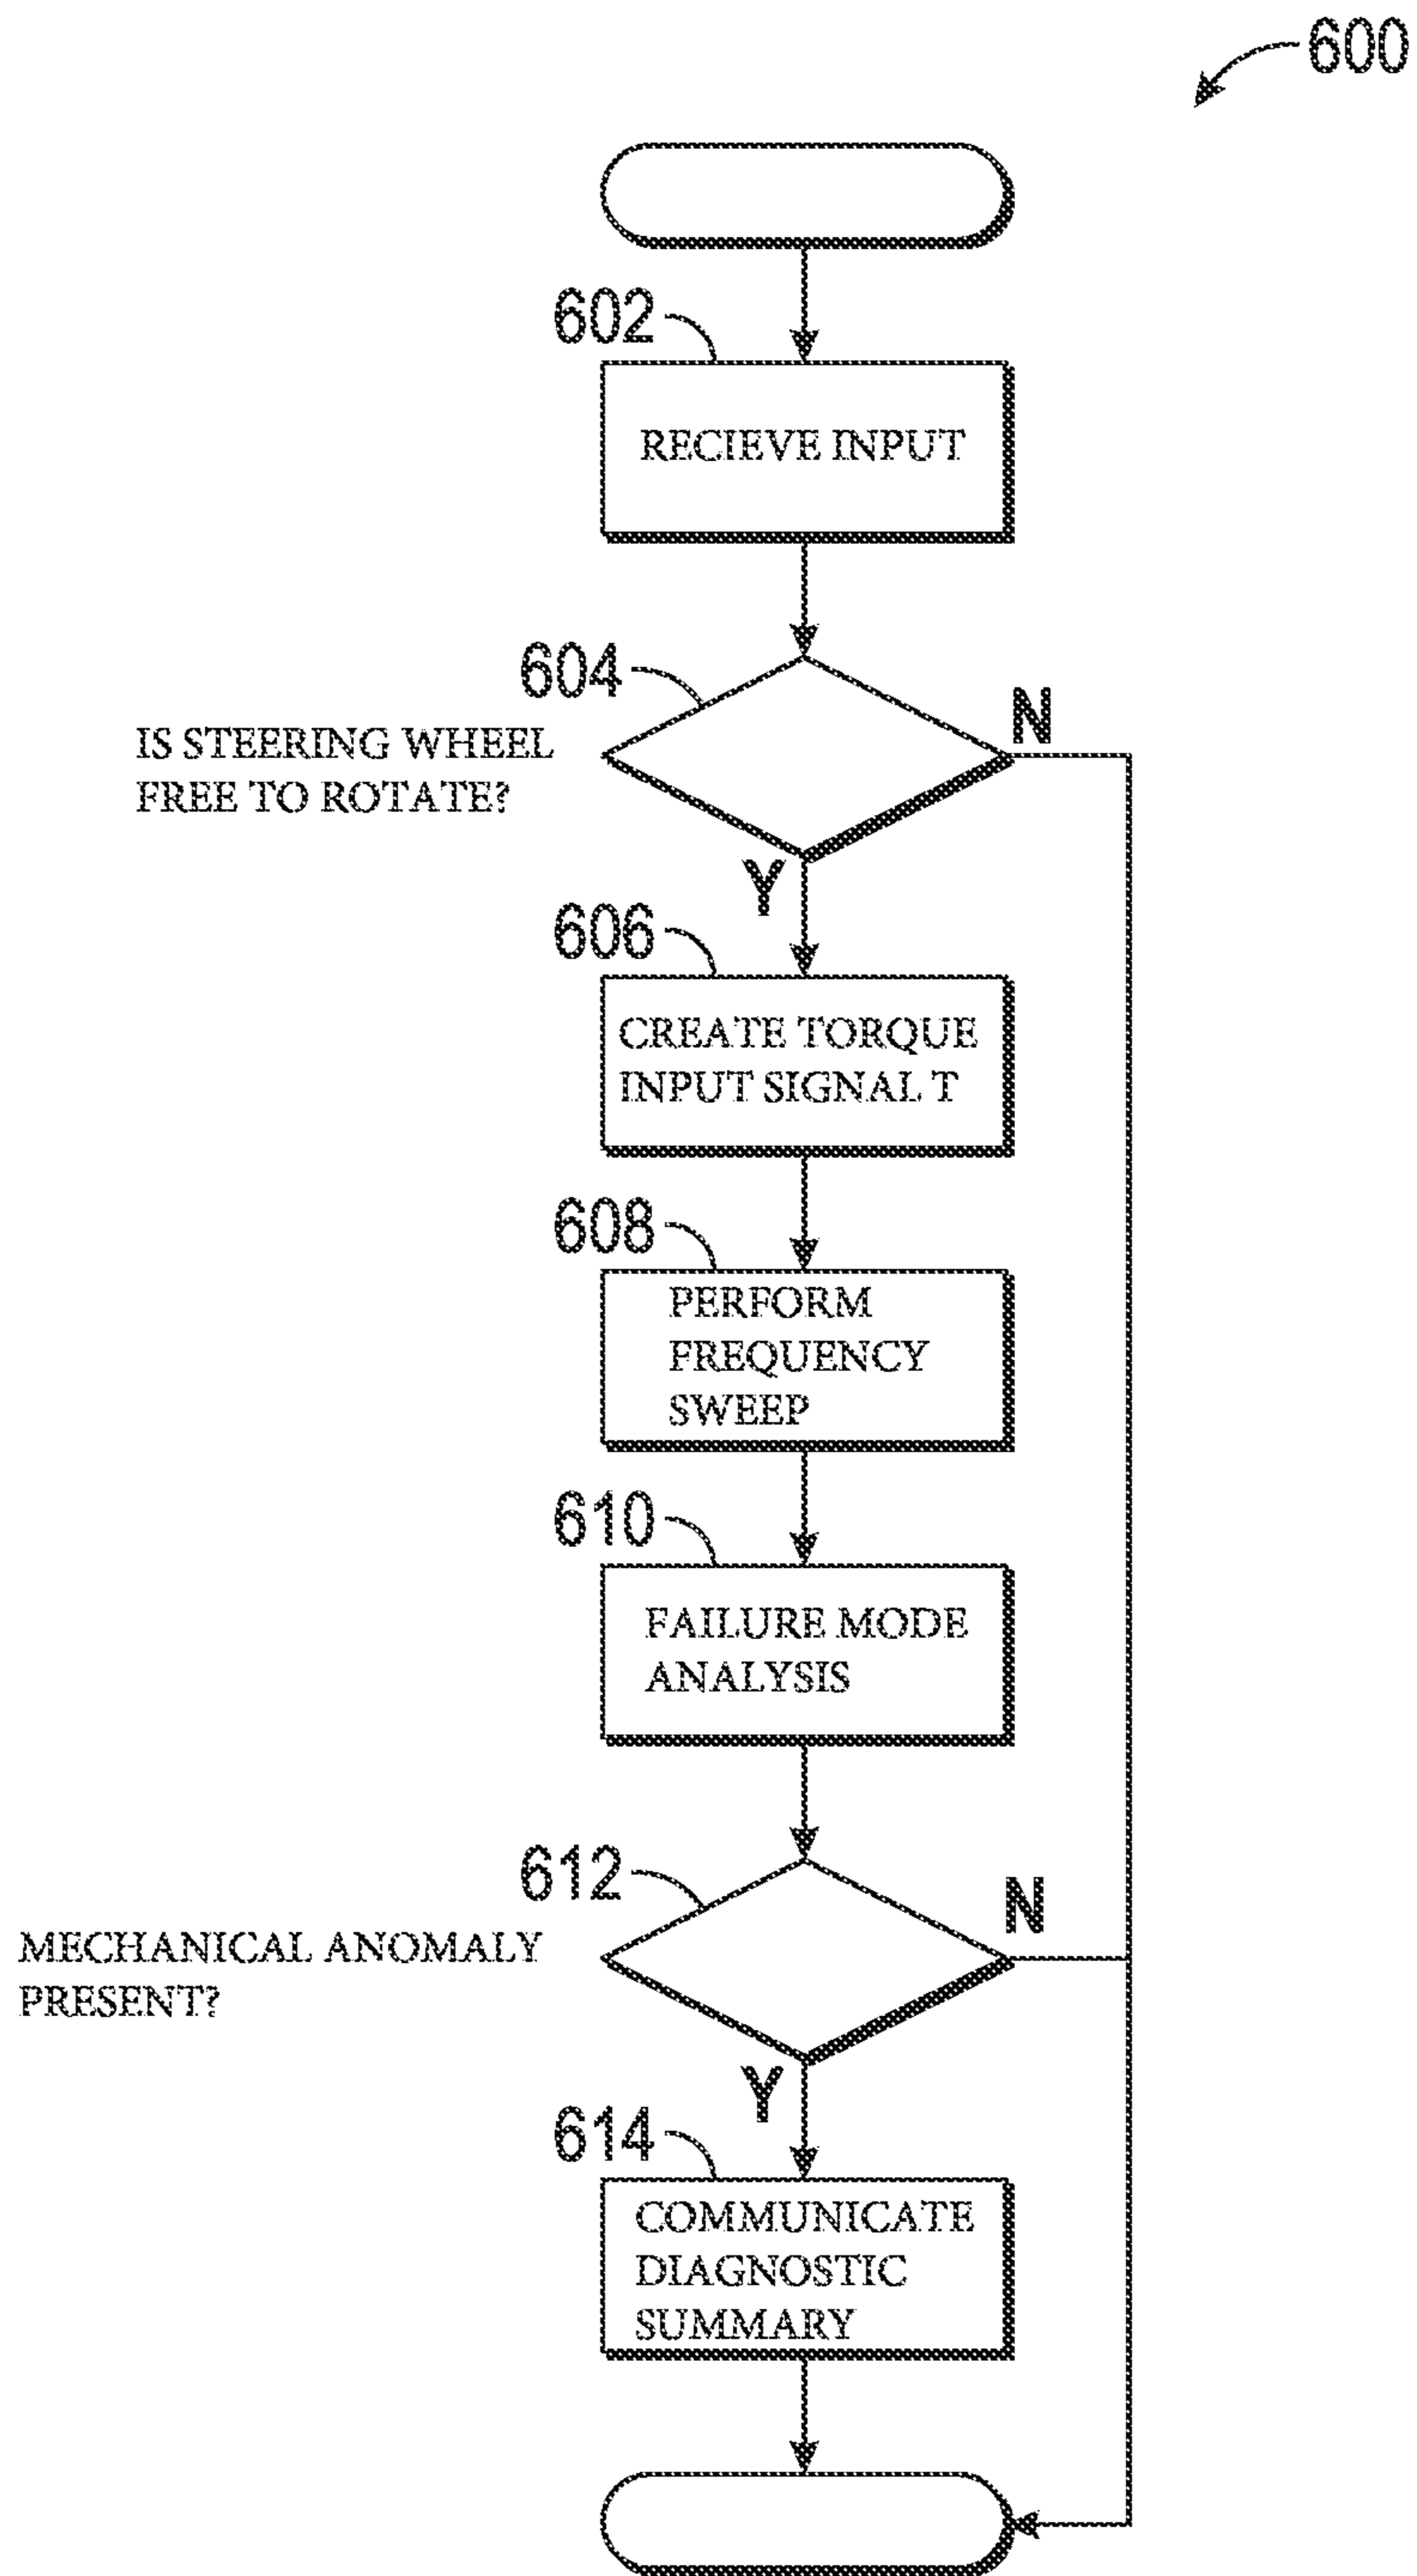 600
602
RECIEVE INPUT
604
N
IS STEERING WHEEL
FREE TO ROTATE?
Y
606
CREATE TORQUE
INPUT SIGNAL T
608
PERFORM
FREQUENCY
SWEEP
610
FAILURE MODE
ANALYSIS
612
N
MECHANICAL ANOMALY
PRESENT?
Y
614
COMMUNICATE
DIAGNOSTIC
SUMMARY